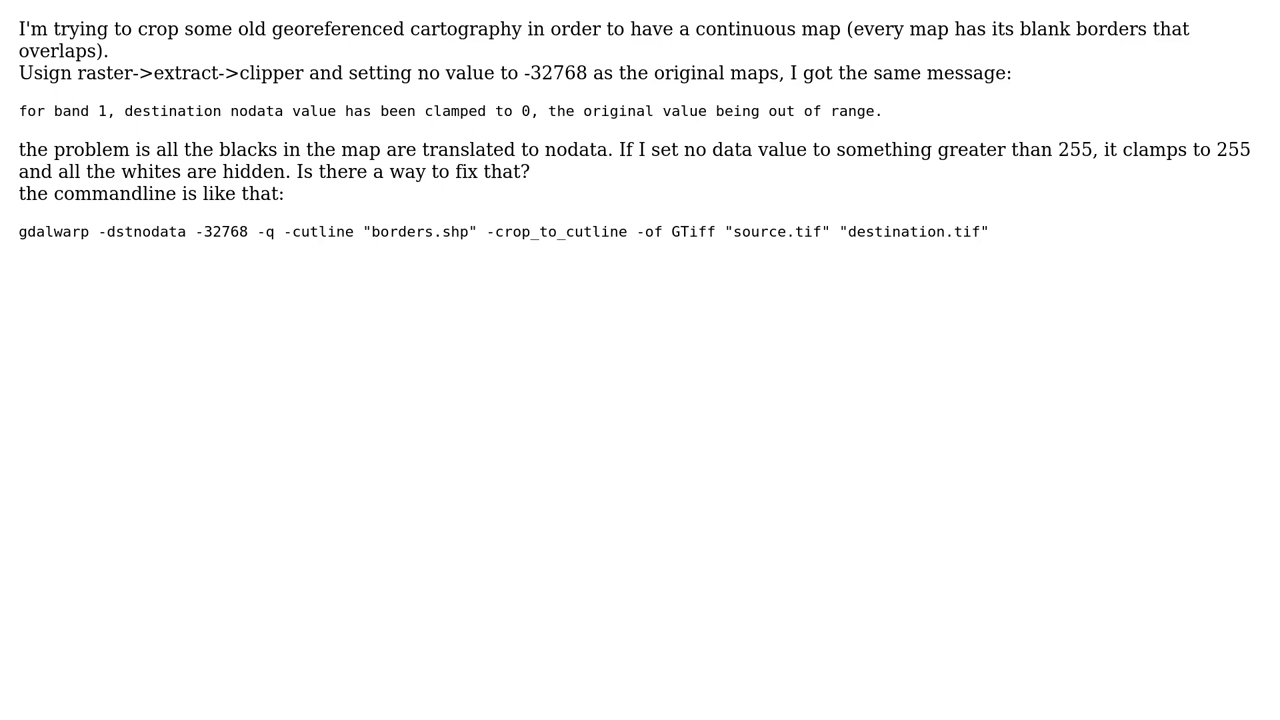 I'm trying to crop some old georeferenced cartography in order to have a continuous map (every map has its blank borders that
overlaps).
Usign raster->extract->clipper and setting no value to -32768 as the original maps, I got the same message:
for band 1, destination nodata value has been clamped to 0, the original value being out of range.
the problem is all the blacks in the map are translated to nodata. If I set no data value to something greater than 255, it clamps to 255
and all the whites are hidden. Is there a way to fix that?
the commandline is like that:
gdalwarp -dstnodata -32768 -q -cutline "borders.shp" -crop_to_cutline -of GTiff "source.tif" "destination.tif"